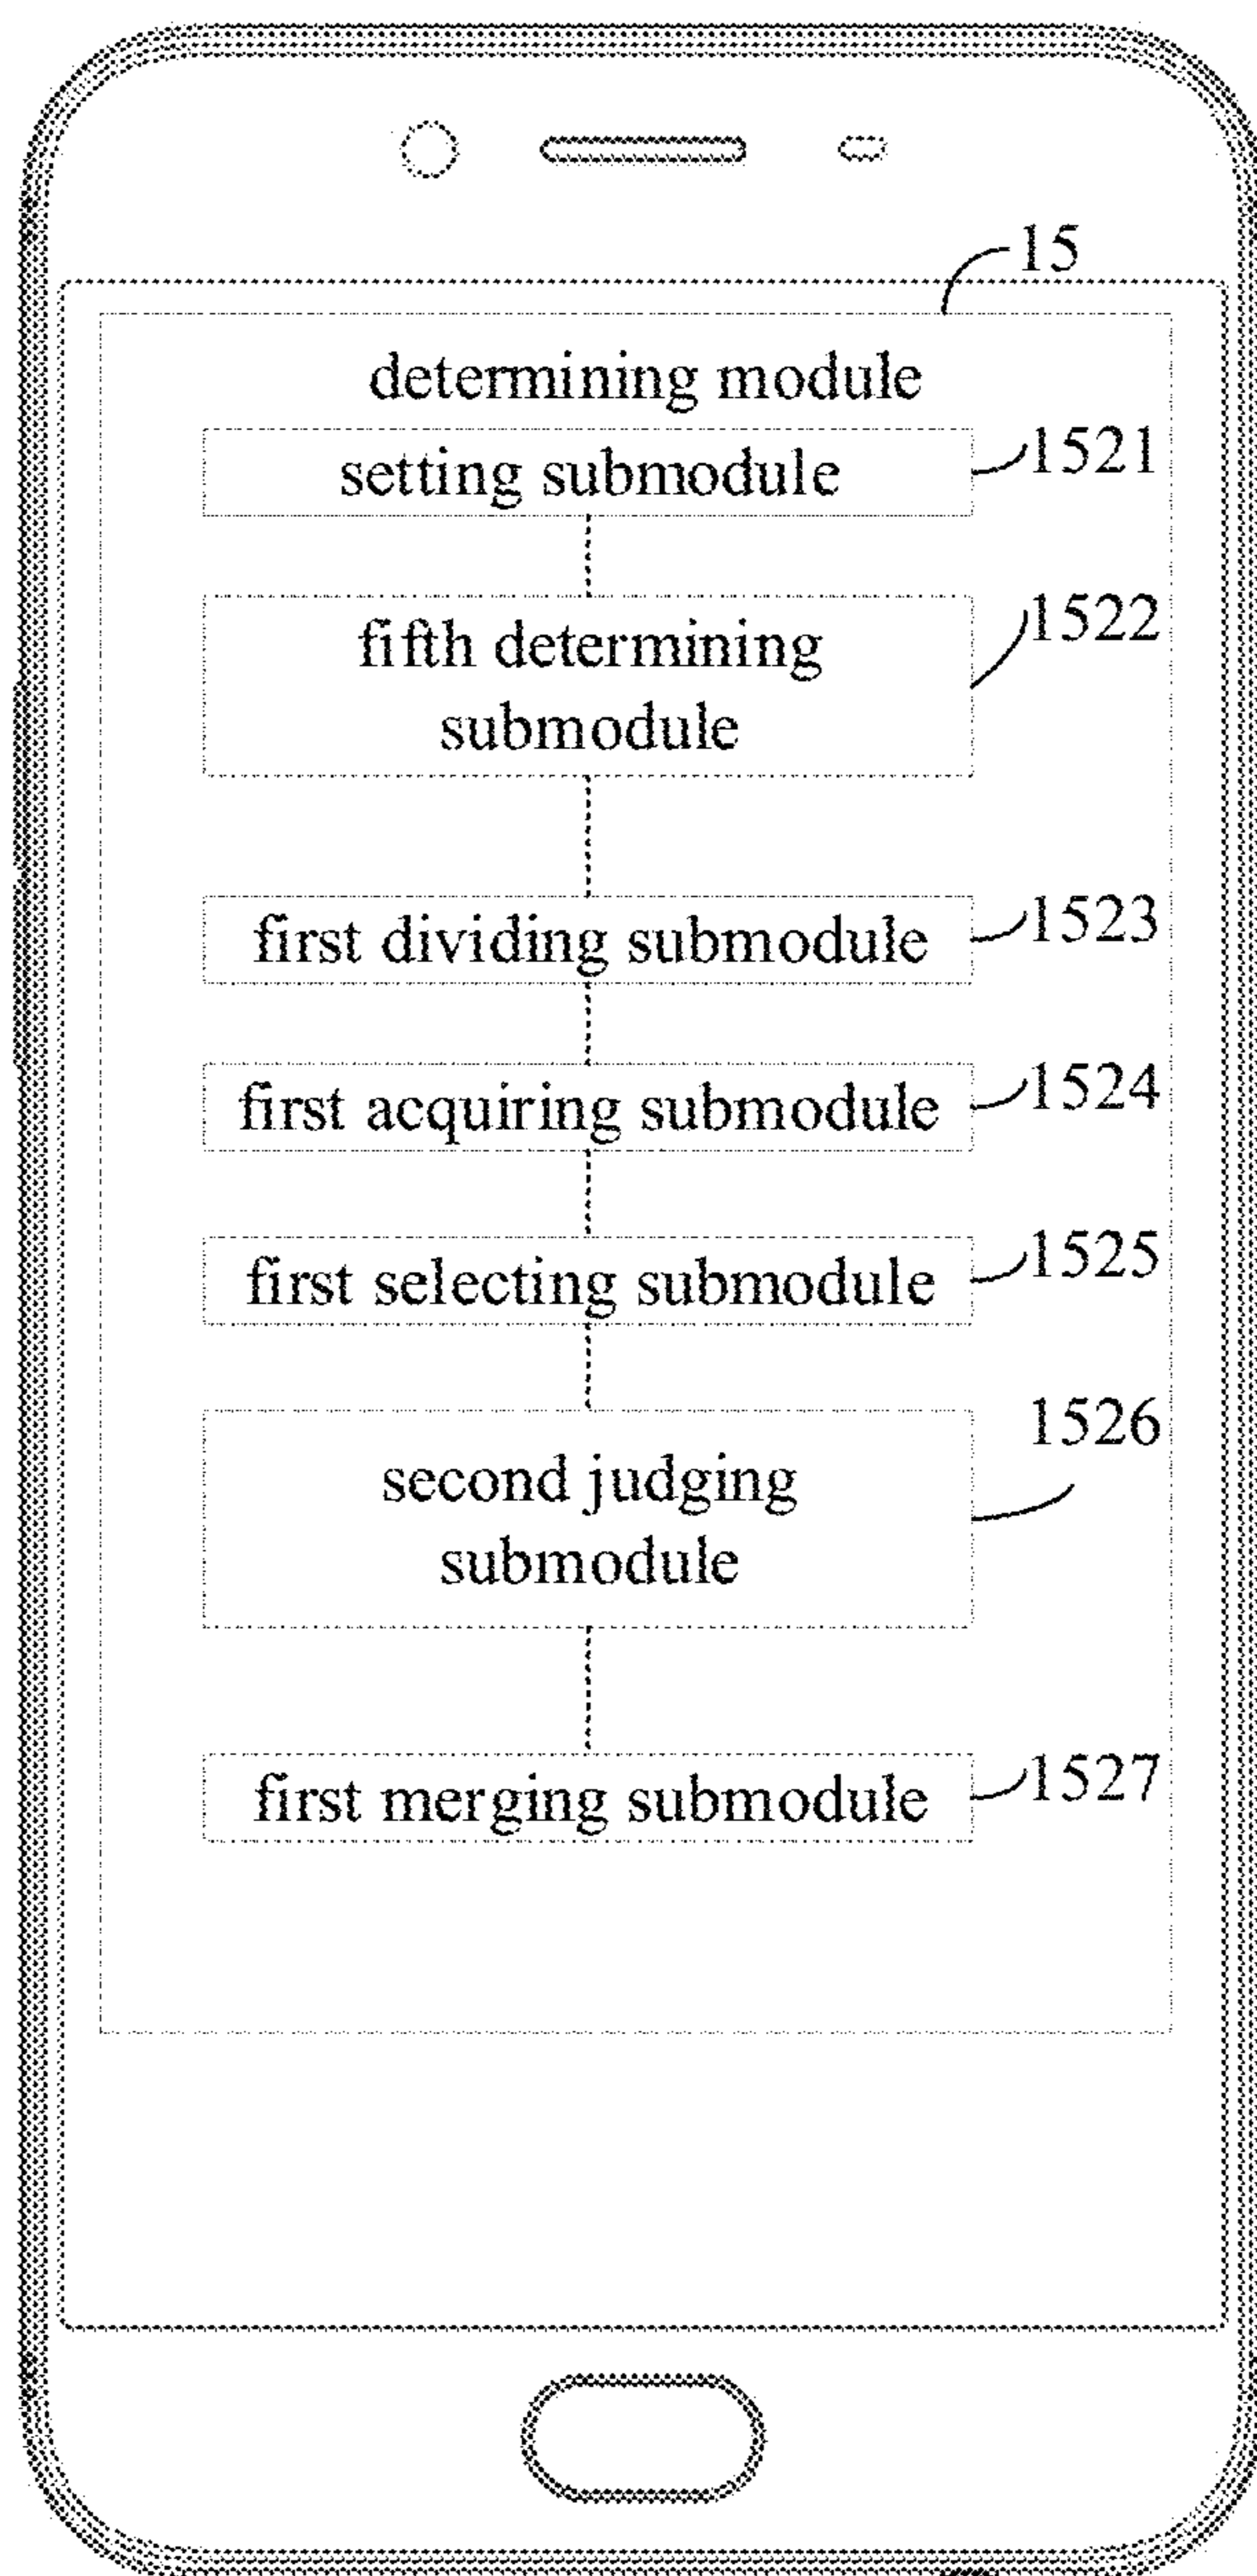 15
determining module
setting submodule
1521
fifth determining
submodule
1522
first dividing submodule
1523
first acquiring submodule
1524
first selecting submodule
1525
second judging
submodule
1526
first merging submodule
1527